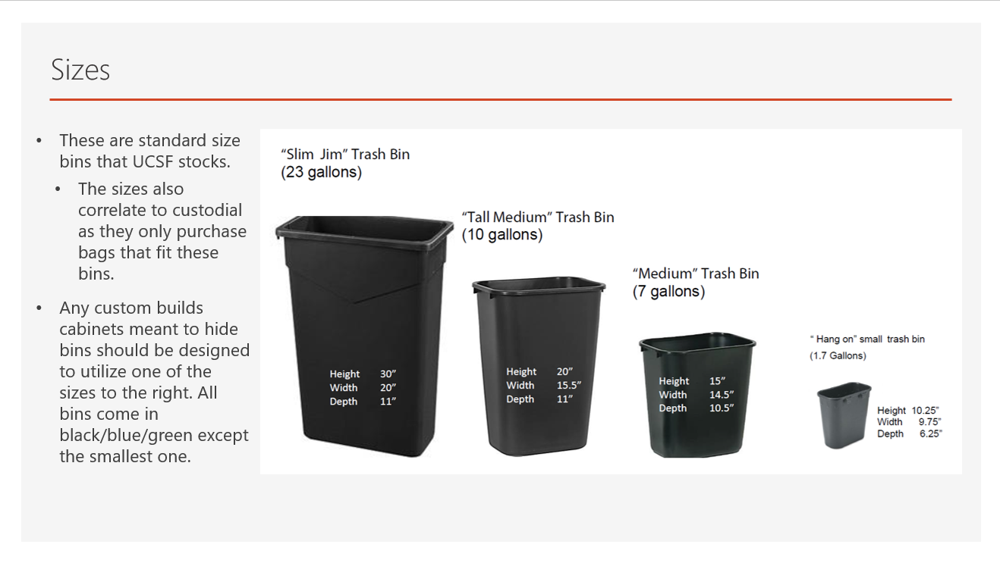 Sizes
• These are standard size
bins that UCSF stocks.
• The sizes also
correlate to custodial
as they only purchase
bags that fit these
bins.
• Any custom builds
cabinets meant to hide
bins should be designed
to utilize one of the
sizes to the right. All
bins come in
black/blue/green except
the smallest one.
“Slim Jim” Trash Bin
(23 gallons)
Height 30”
Width 20”
Depth 11”
“Tall Medium” Trash Bin
(10 gallons)
Height 20”
Width 15.5”
Depth 11”
“Medium” Trash Bin
(7 gallons)
Height 15”
Width 14.5”
Depth 10.5”
“ Hang on” small trash bin
(1.7 Gallons)
Height 10.25”
Width 9.75”
Depth 6.25”